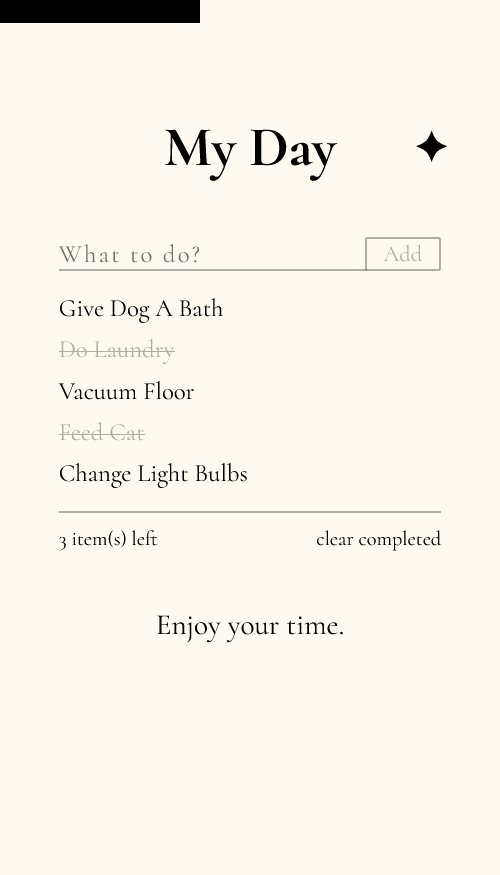 My Day
What to do?
Add
Give Dog A Bath
Do Laundry
Vacuum Floor
Feed Cat
Change Light Bulbs
3 item(s) left
clear completed
Enjoy your time.